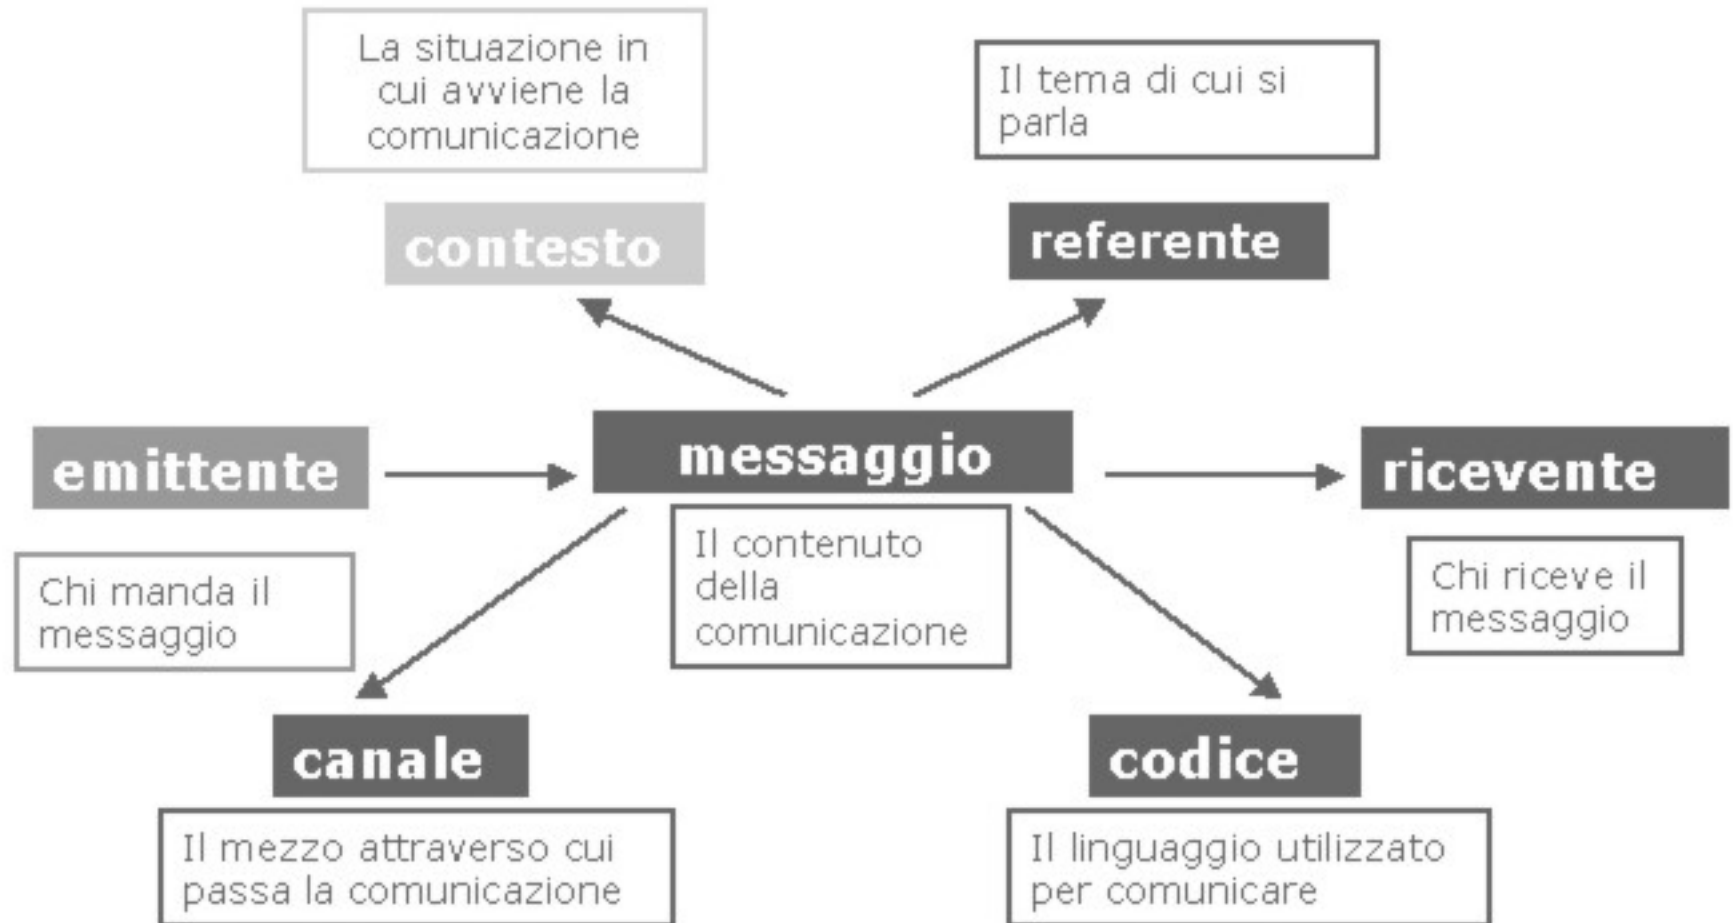 La situazione in
cui avviene la
comunicazione
contesto
Il tema di cui si
parla
referente
emittente
Chi manda il
messaggio
messaggio
Il contenuto
della
comunicazione
ricevente
Chi riceve il
messaggio
canale
Il mezzo attraverso cui
passa la comunicazione
codice
Il linguaggio utilizzato
per comunicare